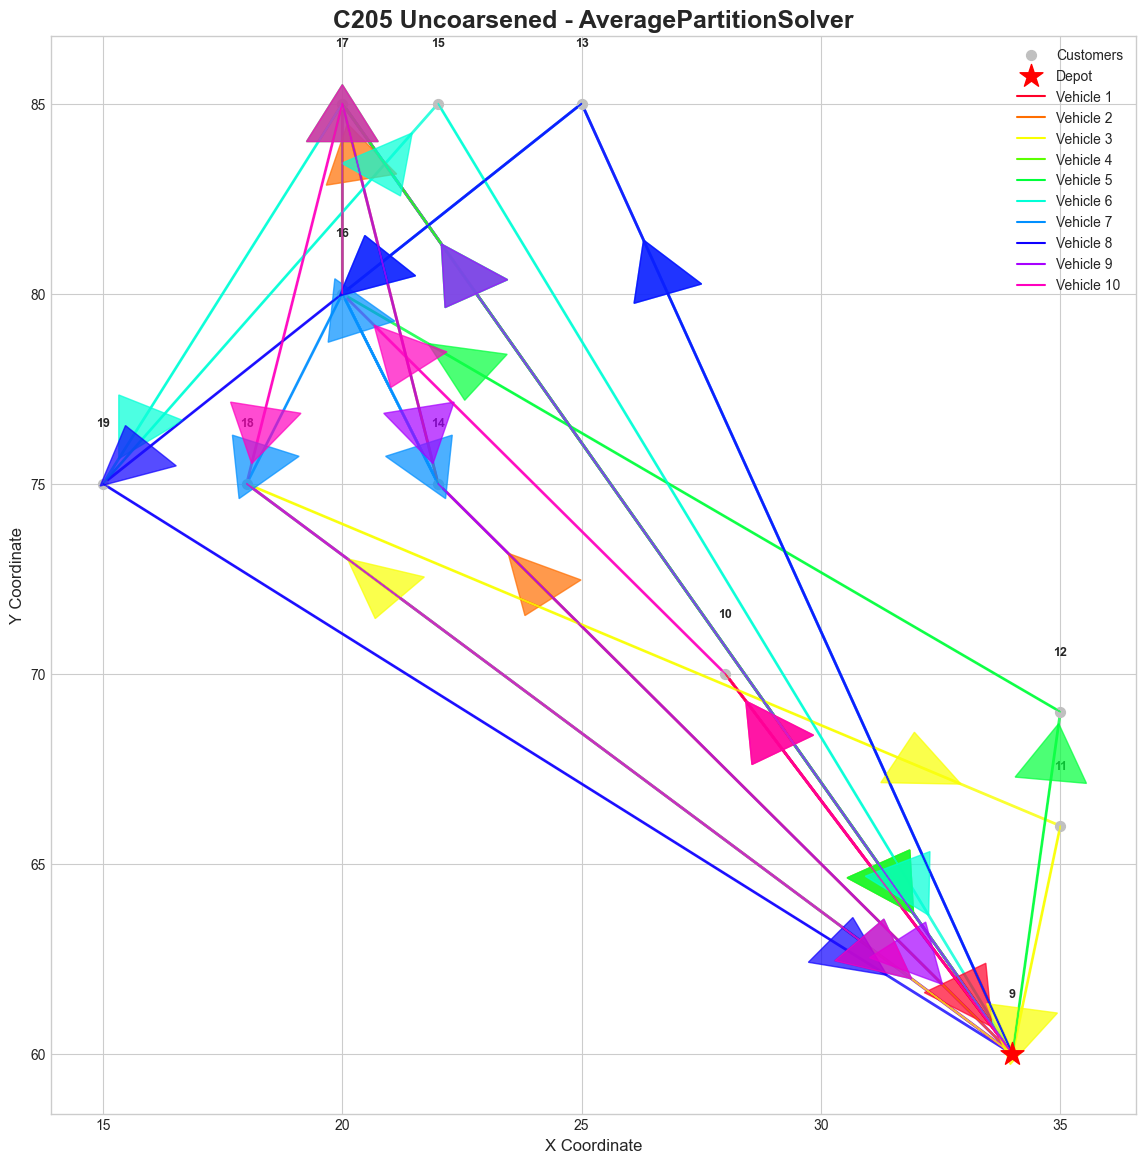 C205 Uncoarsened - AveragePartitionSolver
17
15
13
Customers
Depot
Vehicle 1
Vehicle 2
Vehicle 3
Vehicle 4
Vehicle 5
Vehicle 6
Vehicle 7
Vehicle 8
Vehicle 9
Vehicle 10
16
19
18
14
10
12
11
9
85
80
75
70
65
60
Y Coordinate
15
20
25
30
35
X Coordinate